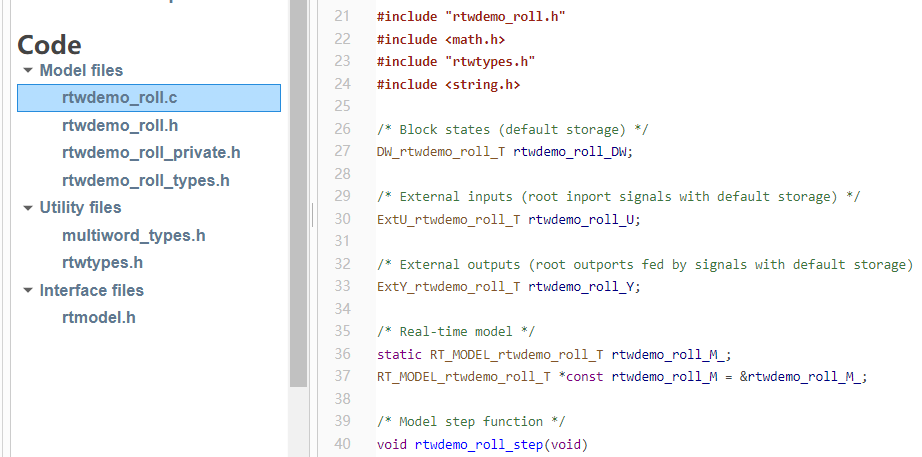 Code
Model files
rtwdemo_roll.c
rtwdemo_roll.h
rtwdemo_roll_private.h
rtwdemo_roll_types.h
Utility files
multiword_types.h
rtwtypes.h
Interface files
rtmodel.h
21 #include "rtwdemo_roll.h"
22 #include <math.h>
23 #include "rtwtypes.h"
24 #include <string.h>
25
26 /* Block states (default storage) */
27 DW_rtwdemo_roll_T rtwdemo_roll_DW;
28
29 /* External inputs (root inport signals with default storage) */
30 ExtU_rtwdemo_roll_T rtwdemo_roll_U;
31
32 /* External outputs (root outports fed by signals with default storage)
33 ExtY_rtwdemo_roll_T rtwdemo_roll_Y;
34
35 /* Real-time model */
36 static RT_MODEL_rtwdemo_roll_T rtwdemo_roll_M_;
37 RT_MODEL_rtwdemo_roll_T *const rtwdemo_roll_M = &rtwdemo_roll_M_;
38
39 /* Model step function */
40 void rtwdemo_roll_step(void)